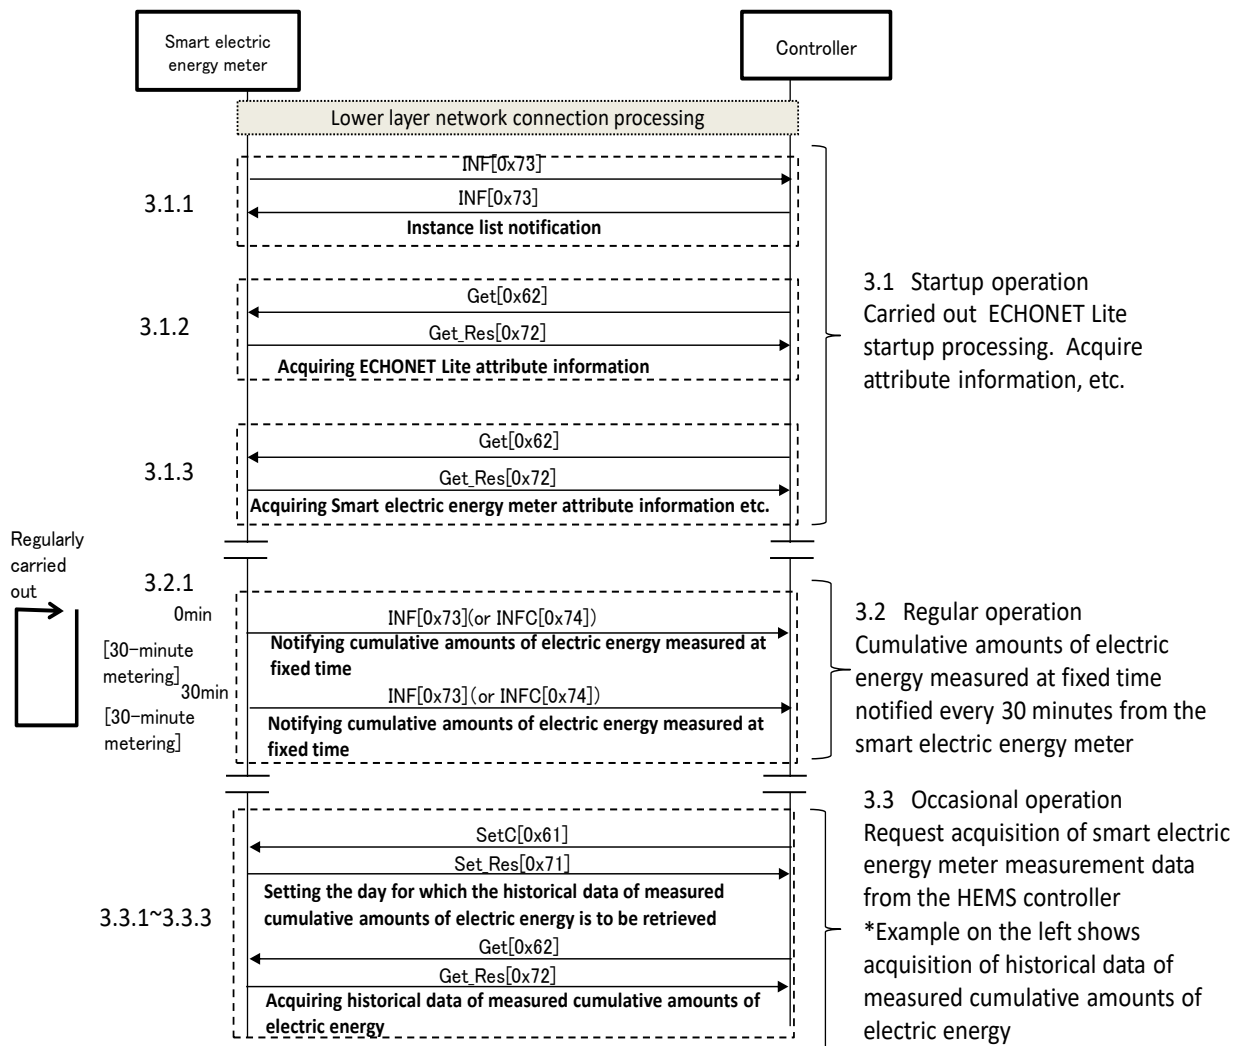 Smart electric
energy meter
Controller
Lower layer network connection processing
INF[0x73]
3.1.1
INF[0x73]
Instance list notification
Get[0x62]
3.1.2
Get_Res[0x72]
Acquiring ECHONET Lite attribute information
3.1 Startup operation
Carried out ECHONET Lite
startup processing. Acquire
attribute information, etc.
Get[0x62]
3.1.3
Get_Res[0x72]
Acquiring Smart electric energy meter attribute information etc.
Regularly
carried
out
3.2.1
0min
INF[0x73](or INFC[0x74])
Notifying cumulative amounts of electric energy measured at
fixed time
[30-minute
metering]
30min
INF[0x73](or INFC[0x74])
[30-minute
metering]
Notifying cumulative amounts of electric energy measured at
fixed time
3.2 Regular operation
Cumulative amounts of electric
energy measured at fixed time
notified every 30 minutes from the
smart electric energy meter
SetC[0x61]
Set_Res[0x71]
Setting the day for which the historical data of measured
cumulative amounts of electric energy is to be retrieved
3.3.1~3.3.3
Get[0x62]
Get_Res[0x72]
Acquiring historical data of measured cumulative amounts of
electric energy
3.3 Occasional operation
Request acquisition of smart electric
energy meter measurement data
from the HEMS controller
*Example on the left shows
acquisition of historical data of
measured cumulative amounts of
electric energy